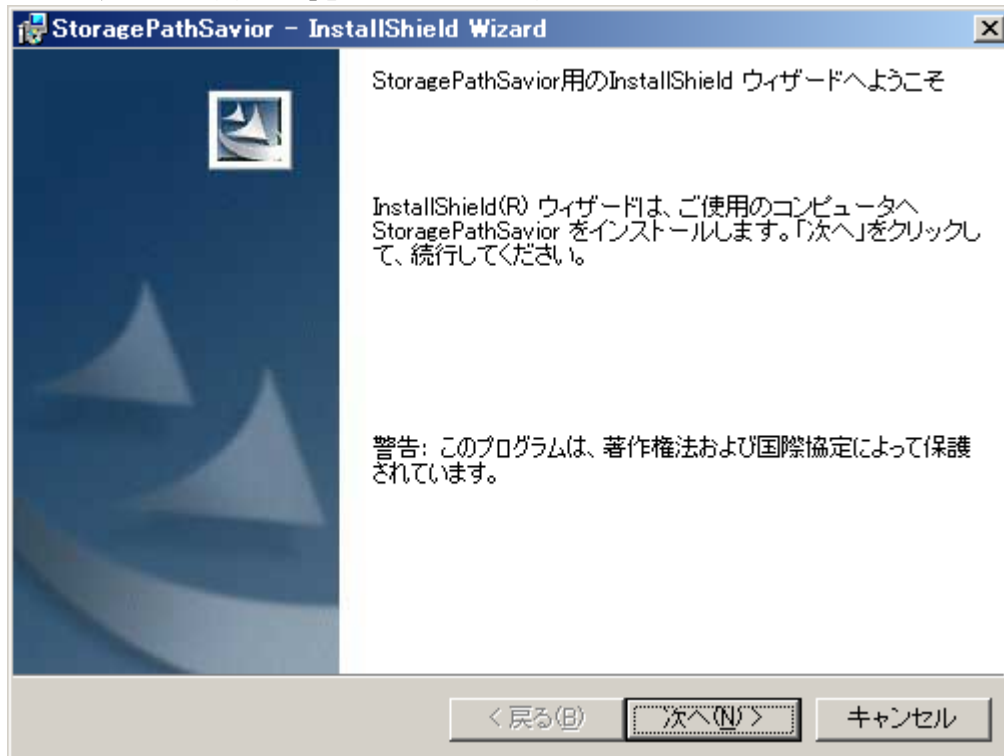 StoragePathSavior - InstallShield Wizard
StoragePathSavior用のInstallShield ウィザードへようこそ
InstallShield(R) ウィザードは、ご使用のコンピュータへ
StoragePathSavior をインストールします。「次へ」をクリックし
て、続行してください。
警告: このプログラムは、著作権法および国際協定によって保護
されています。
< 戻る(B)
次へ(N) >
キャンセル